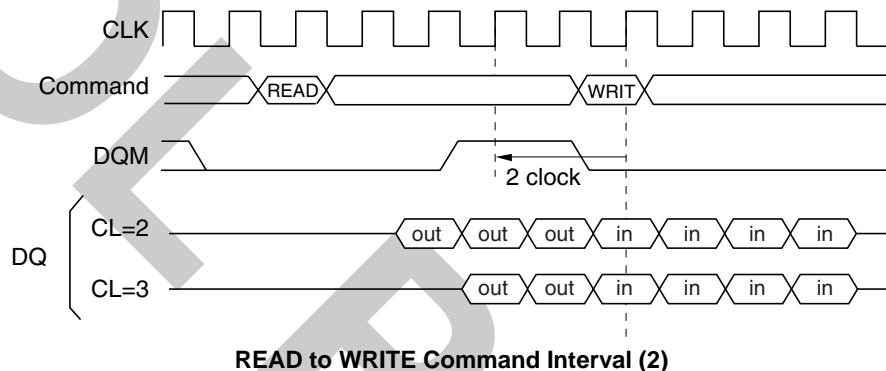 CLK
Command READ WRIT
DQM
2 clock
DQ
CL=2 out out out in in in in
CL=3 out out in in in in
READ to WRITE Command Interval (2)